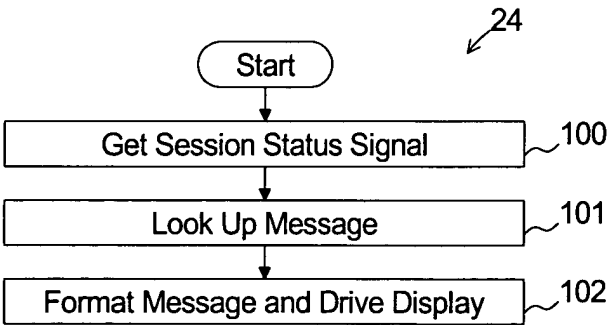 24
Start
Get Session Status Signal
100
Look Up Message
101
Format Message and Drive Display
102